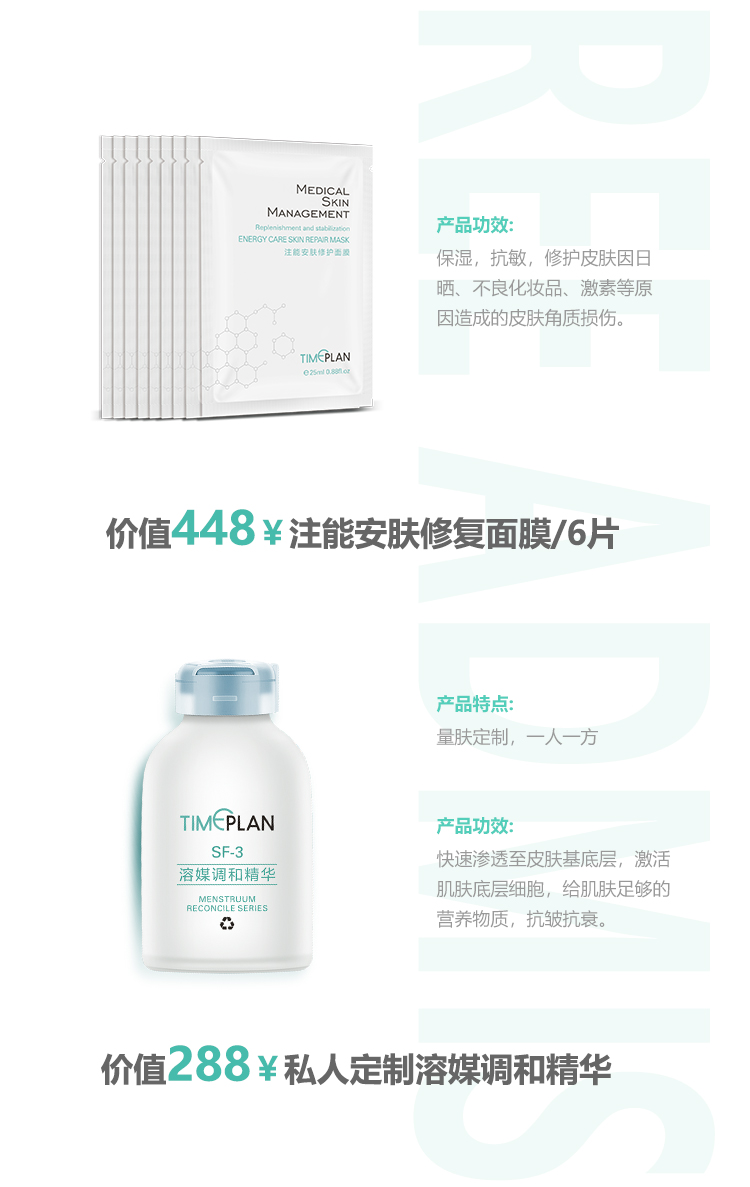 MEDICAL
SKIN
MANAGEMENT
Replenishment and stabilization
ENERGY CARE SKIN REPAIR MASK
注能安肤修护面膜
TIMEPLAN
℮25ml 0.88fl oz
产品功效:
保湿，抗敏，修护皮肤因日
晒、不良化妆品、激素等原
因造成的皮肤角质损伤。
价值448¥注能安肤修复面膜/6片
TIMEPLAN
SF-3
溶媒调和精华
MENSTRUUM
RECONCILE SERIES
产品特点:
量肤定制，一人一方
产品功效:
快速渗透至皮肤基底层，激活
肌肤底层细胞，给肌肤足够的
营养物质，抗皱抗衰。
价值288¥私人定制溶媒调和精华
REE ADMIS